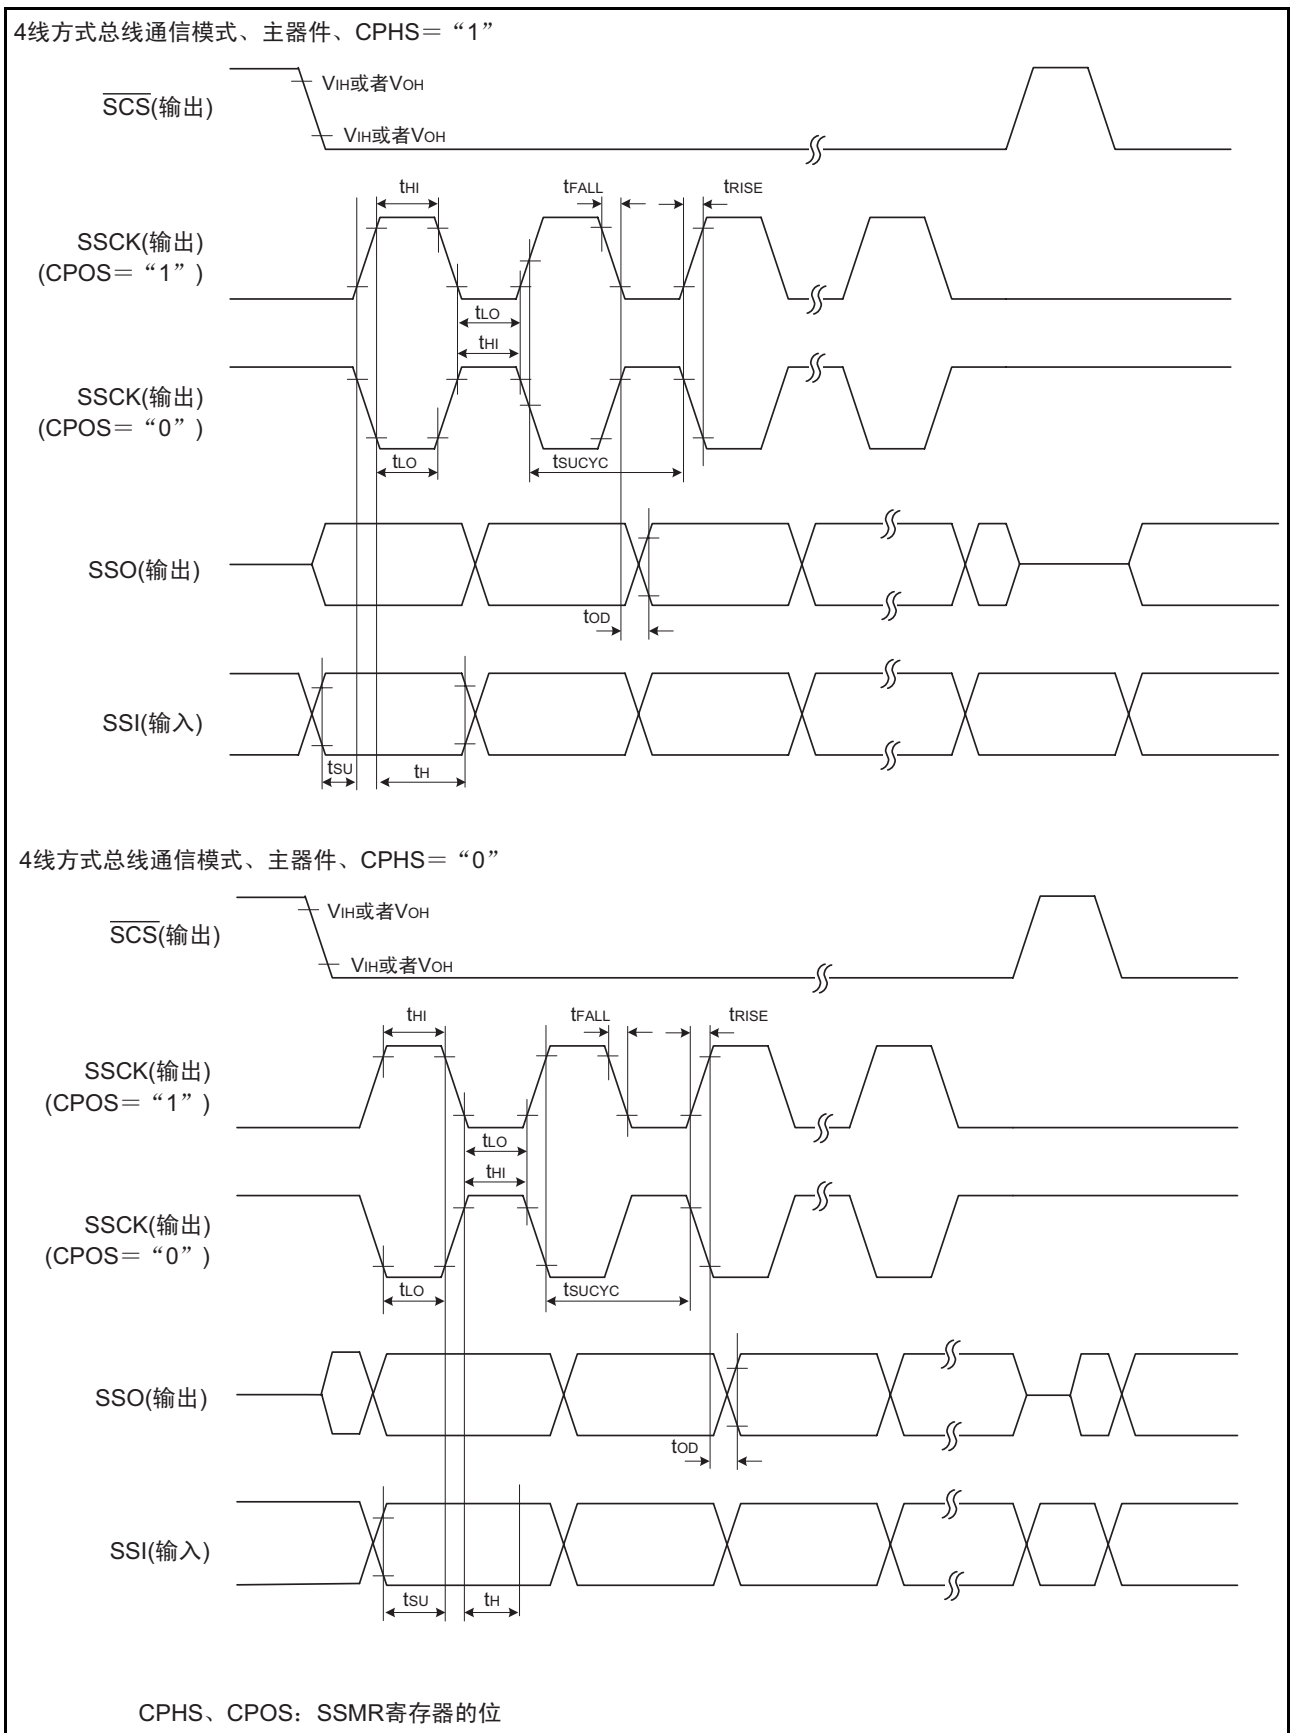 4线方式总线通信模式、主器件、CPHS＝“1”
VIH或者VOH
SCS(输出)
VIH或者VOH
tHI
tFALL
tRISE
SSCK(输出)
(CPOS＝“1”)
tLO
tHI
SSCK(输出)
(CPOS＝“0”)
tLO
tSUCYC
SSO(输出)
tOD
SSI(输入)
tSU
tH
4线方式总线通信模式、主器件、CPHS＝“0”
VIH或者VOH
SCS(输出)
VIH或者VOH
tHI
tFALL
tRISE
SSCK(输出)
(CPOS＝“1”)
tLO
tHI
SSCK(输出)
(CPOS＝“0”)
tLO
tSUCYC
SSO(输出)
tOD
SSI(输入)
tSU
tH
CPHS、CPOS：SSMR寄存器的位